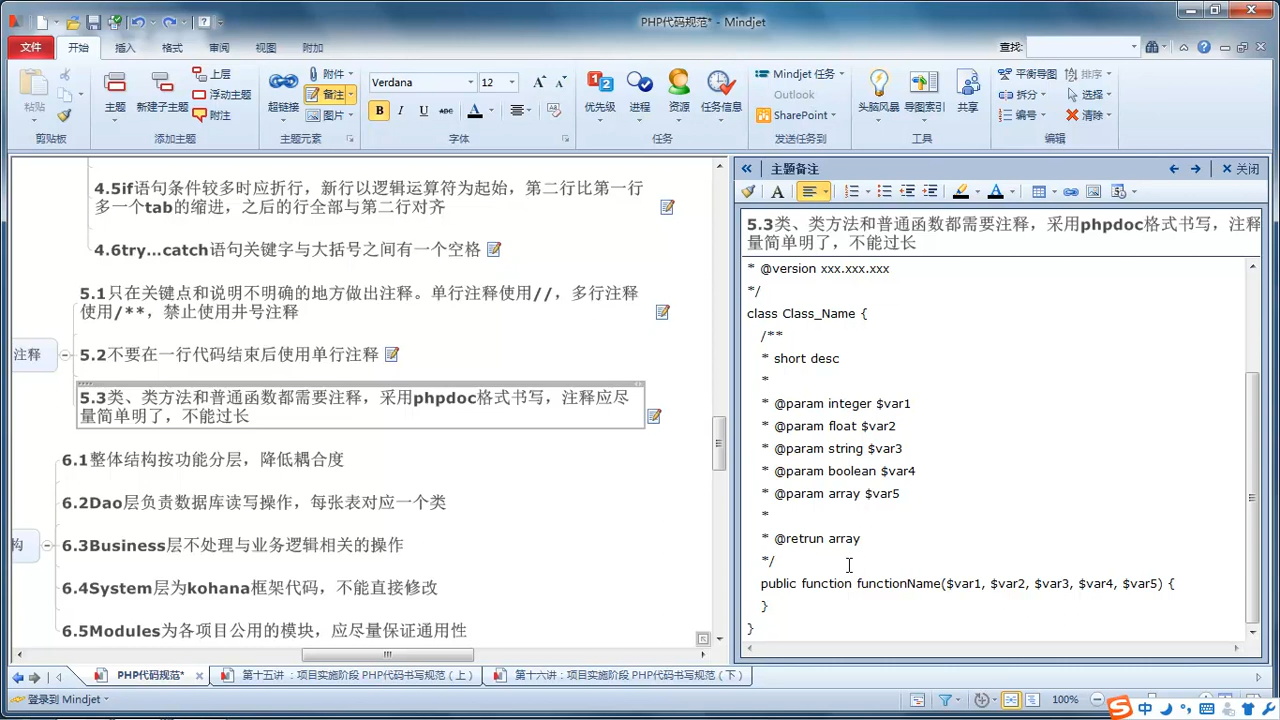 PHP代码规范* - Mindjet
文件 开始 插入 格式 审阅 视图 附加 查找:
粘贴 剪贴板
主题 新建子主题 上层 浮动主题 附注 添加主题
超链接 附件 备注 图片 主题元素
Verdana 12
B I U abc A 字体
优先级 进程 资源 任务信息 任务
Mindjet 任务 Outlook SharePoint 发送任务到
头脑风暴 导图索引 共享 工具
平衡导图 排序 拆分 选择 编号 清除 编辑
4.5if语句条件较多时应折行，新行以逻辑运算符为起始，第二行比第一行
多一个tab的缩进，之后的行全部与第二行对齐
4.6try...catch语句关键字与大括号之间有一个空格
5.1只在关键点和说明不明确的地方做出注释。单行注释使用//，多行注释
使用/**，禁止使用井号注释
注释
5.2不要在一行代码结束后使用单行注释
5.3类、类方法和普通函数都需要注释，采用phpdoc格式书写，注释应尽
量简单明了，不能过长
6.1整体结构按功能分层，降低耦合度
6.2Dao层负责数据库读写操作，每张表对应一个类
构
6.3Business层不处理与业务逻辑相关的操作
6.4System层为kohana框架代码，不能直接修改
6.5Modules为各项目公用的模块，应尽量保证通用性
主题备注 关闭
5.3类、类方法和普通函数都需要注释，采用phpdoc格式书写，注释
量简单明了，不能过长
* @version xxx.xxx.xxx
*/
class Class_Name {
/**
* short desc
*
* @param integer $var1
* @param float $var2
* @param string $var3
* @param boolean $var4
* @param array $var5
*
* @retrun array
*/
public function functionName($var1, $var2, $var3, $var4, $var5) {
}
}
PHP代码规范* 第十五讲 ：项目实施阶段 PHP代码书写规范（上） 第十六讲 ：项目实施阶段 PHP代码书写规范（下）
登录到 Mindjet 100% 中